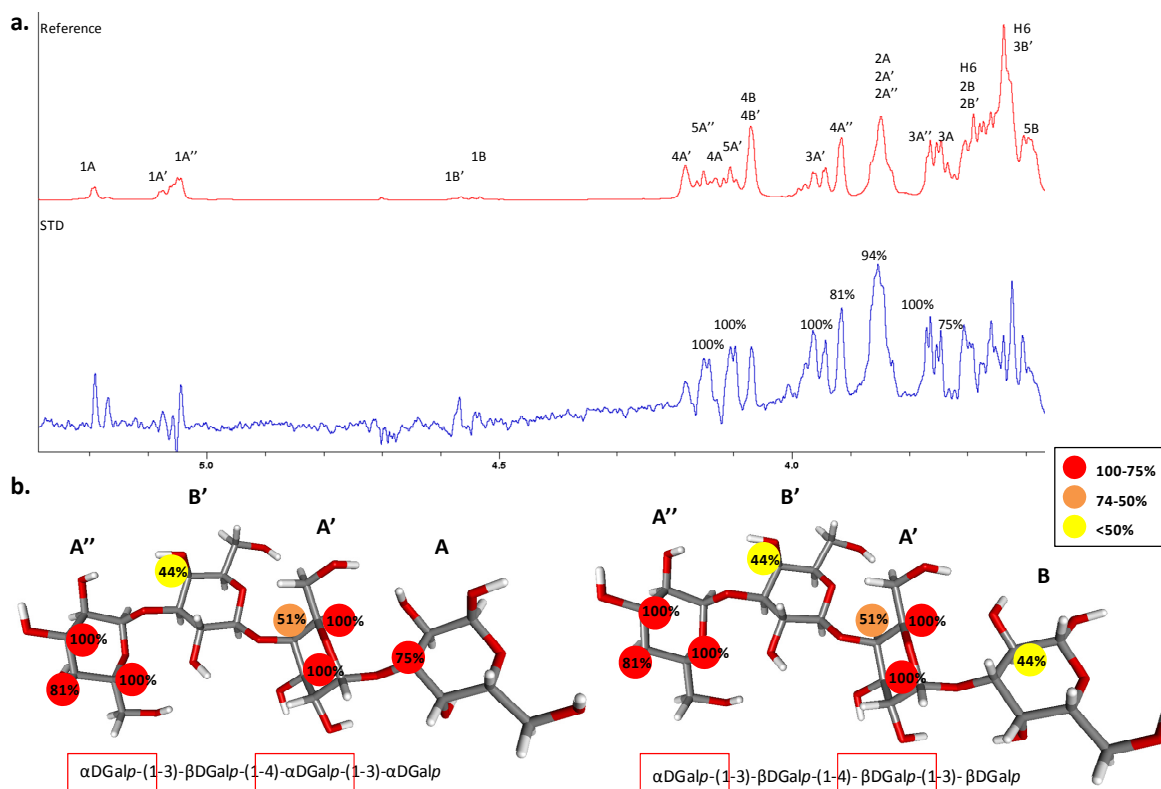 a.
Reference
1A
1A’
1A’’
1B’
1B
4A’
5A’’
4A
5A’
4B
4B’
3A’
4A’’
2A
2A’
2A’’
3A’’
3A
H6
2B
2B’
H6
3B’
5B
STD
100%
100%
100%
81%
94%
100%
75%
5.0
4.5
4.0
100-75%
74-50%
<50%
b.
B’
A’’
A’
A
44%
51%
100%
100%
100%
75%
81%
100%
B’
A’’
A’
B
44%
100%
51%
100%
100%
44%
81%
100%
αDGalp-(1-3)-βDGalp-(1-4)-αDGalp-(1-3)-αDGalp
αDGalp-(1-3)-βDGalp-(1-4)- βDGalp-(1-3)- βDGalp